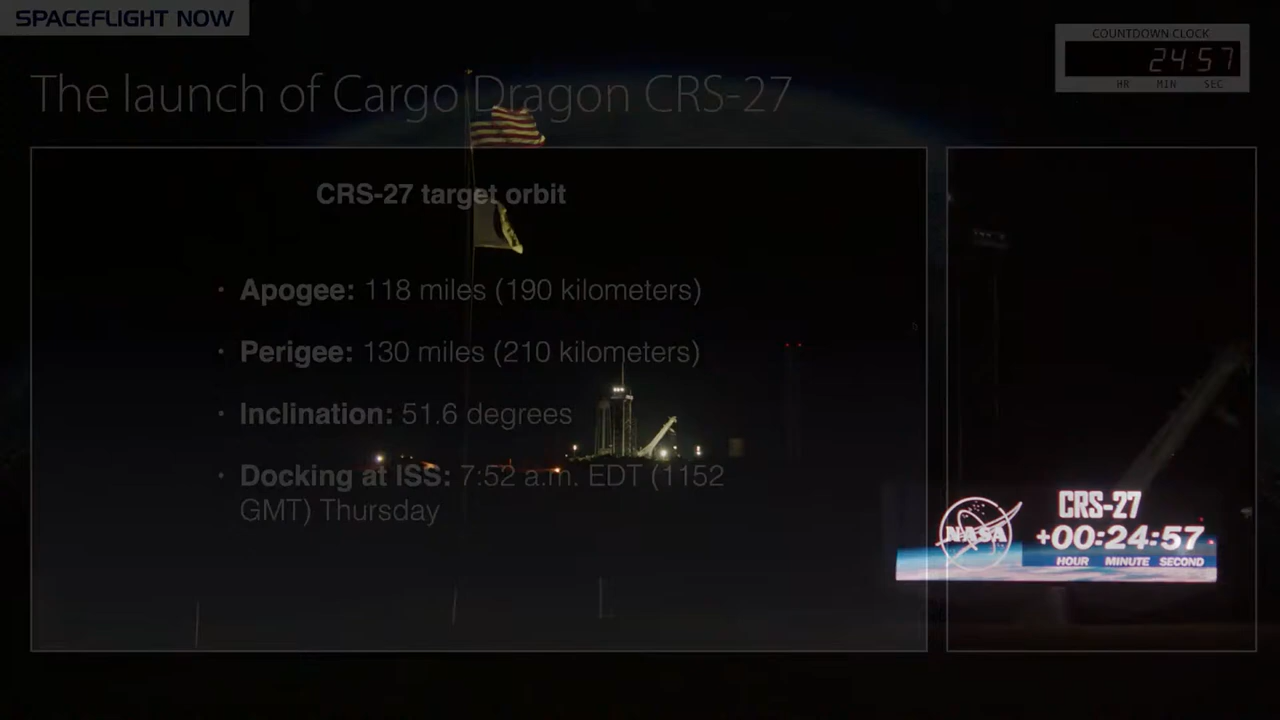 SPACEFLIGHT NOW
COUNTDOWN CLOCK
24 57
HR MIN SEC
The launch of Cargo Dragon CRS-27
CRS-27 target orbit
• Apogee: 118 miles (190 kilometers)
• Perigee: 130 miles (210 kilometers)
• Inclination: 51.6 degrees
• Docking at ISS: 7:52 a.m. EDT (1152
GMT) Thursday
NASA
CRS-27
+00:24:57
HOUR MINUTE SECOND